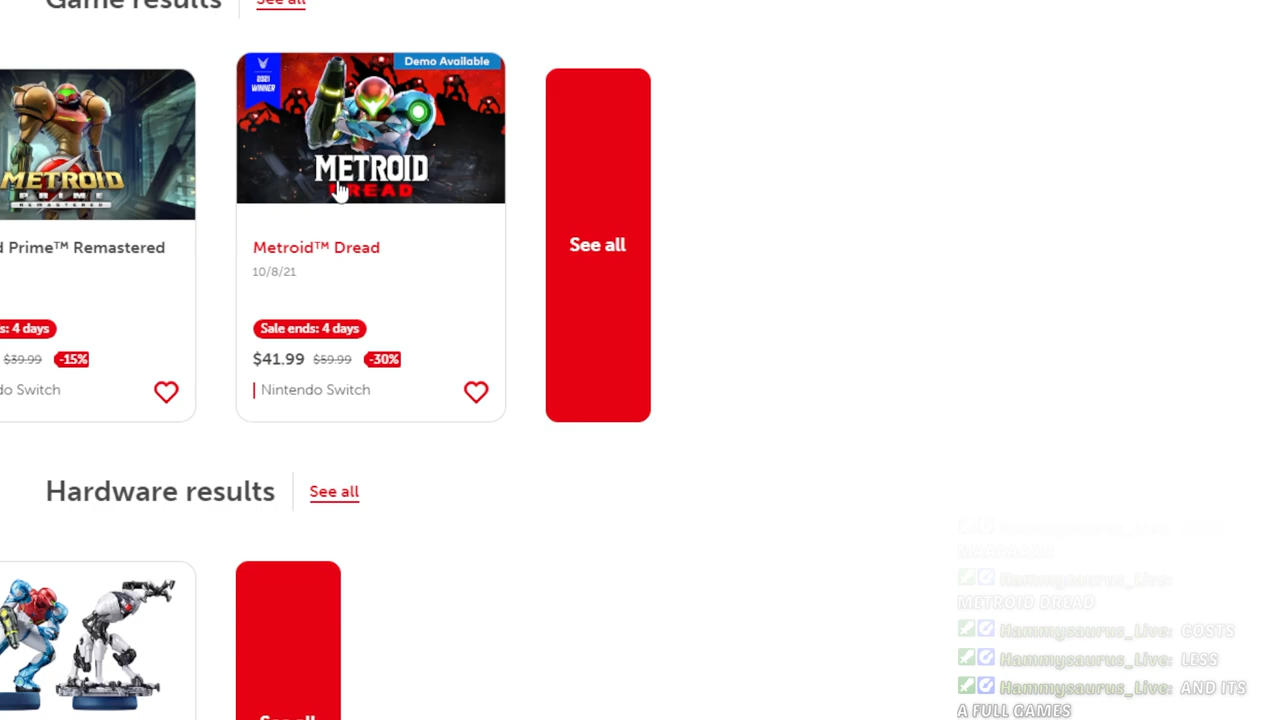 Game results
See all
Demo Available
2021
WINNER
METROID
DREAD
METROID
PRIME
REMASTERED
d Prime™ Remastered
Metroid™ Dread
10/8/21
See all
s: 4 days
Sale ends: 4 days
$39.99 -15%
$41.99 $59.99 -30%
do Switch
Nintendo Switch
Hardware results
See all
See all
Hammysaurus_Live:
METROID DREAD
Hammysaurus_Live: COSTS
Hammysaurus_Live: LESS
Hammysaurus_Live: AND ITS
A FULL GAMES